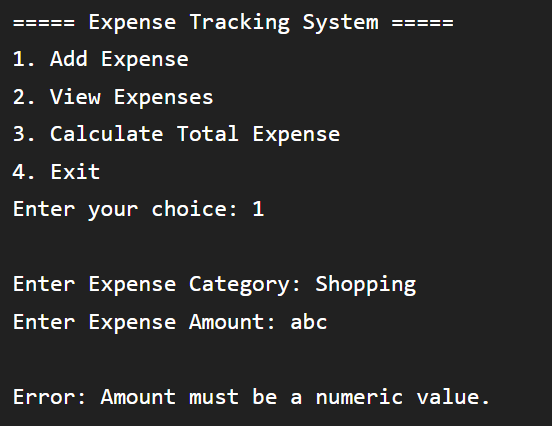 ===== Expense Tracking System =====
1. Add Expense
2. View Expenses
3. Calculate Total Expense
4. Exit
Enter your choice: 1
Enter Expense Category: Shopping
Enter Expense Amount: abc
Error: Amount must be a numeric value.